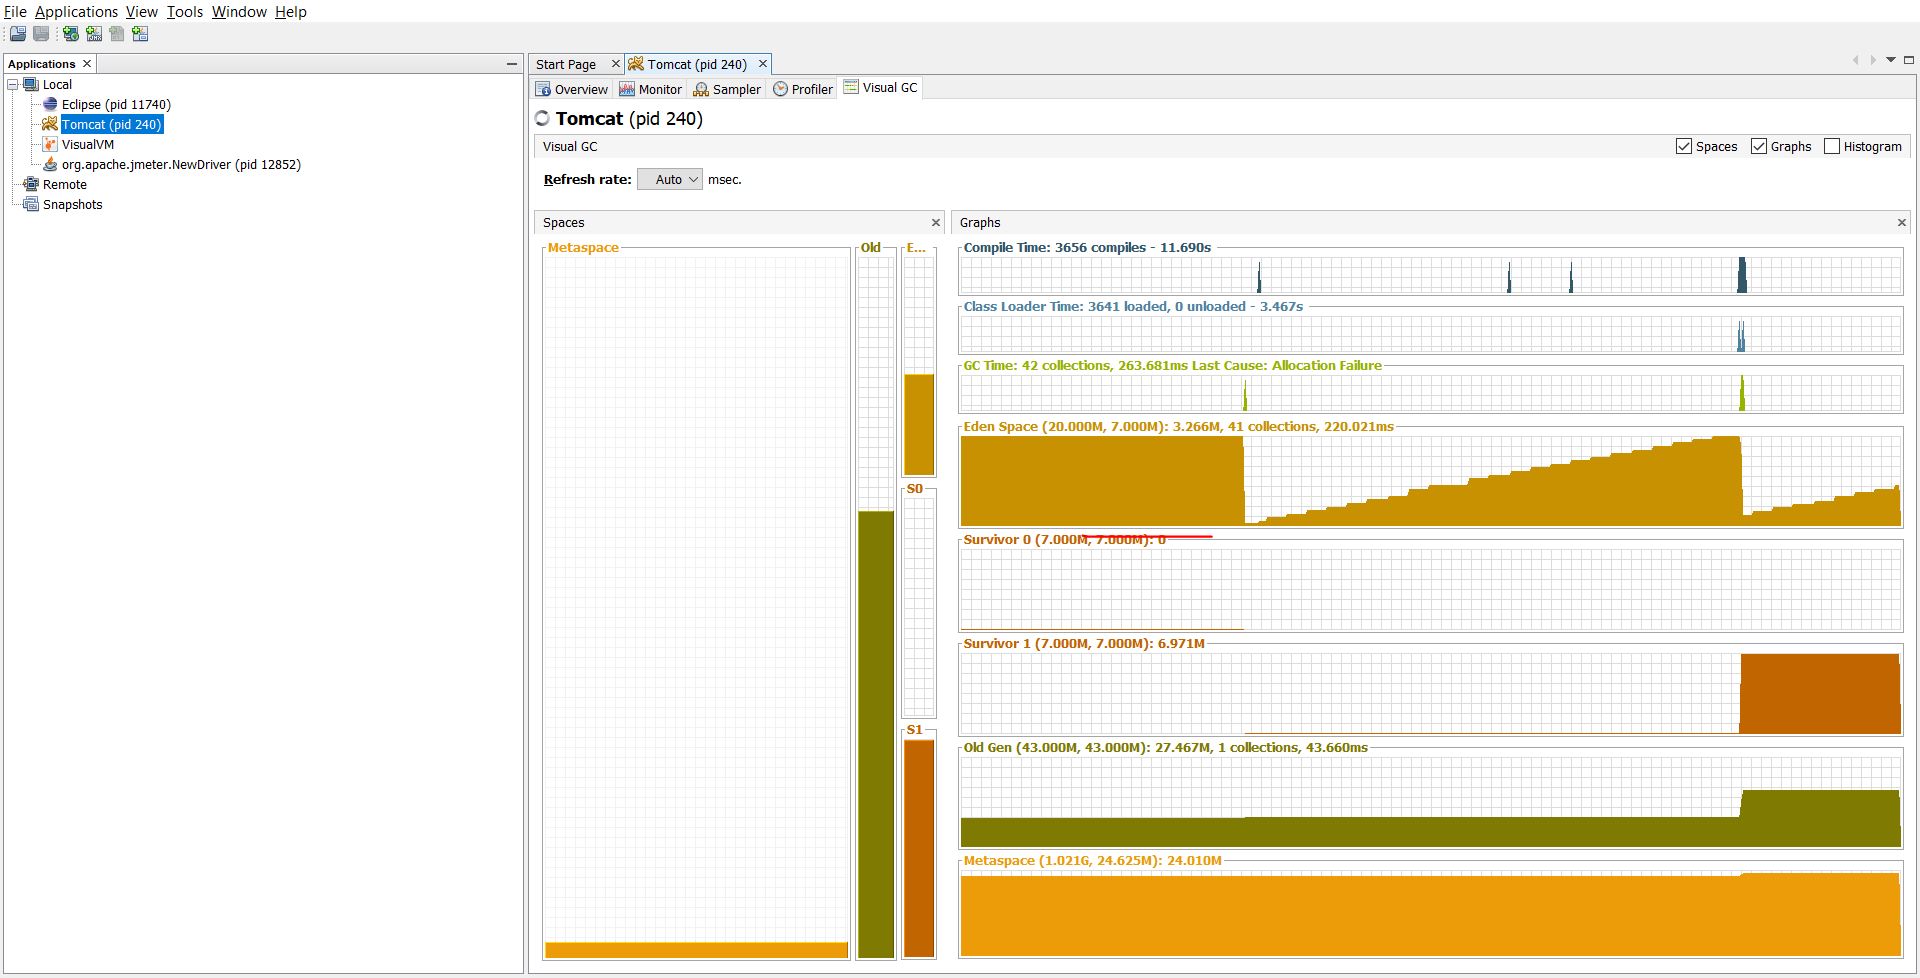 File Applications View Tools Window Help
Applications
Local
Eclipse (pid 11740)
Tomcat (pid 240)
VisualVM
org.apache.jmeter.NewDriver (pid 12852)
Remote
Snapshots
Start Page Tomcat (pid 240)
Overview Monitor Sampler Profiler Visual GC
Tomcat (pid 240)
Visual GC Spaces Graphs Histogram
Refresh rate: Auto msec.
Spaces
Metaspace Old E...
S0
S1
Graphs
Compile Time: 3656 compiles - 11.690s
Class Loader Time: 3641 loaded, 0 unloaded - 3.467s
GC Time: 42 collections, 263.681ms Last Cause: Allocation Failure
Eden Space (20.000M, 7.000M): 3.266M, 41 collections, 220.021ms
Survivor 0 (7.000M, 7.000M): 0
Survivor 1 (7.000M, 7.000M): 6.971M
Old Gen (43.000M, 43.000M): 27.467M, 1 collections, 43.660ms
Metaspace (1.021G, 24.625M): 24.010M